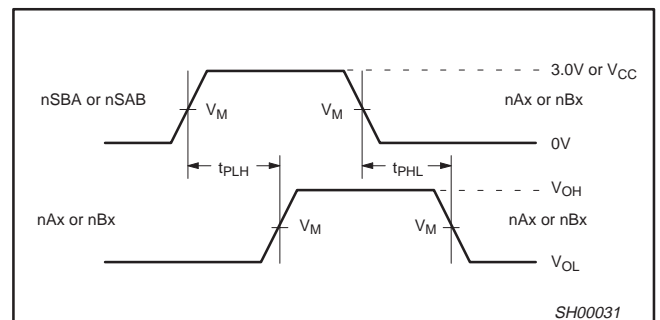 3.0V or VCC
nSBA or nSAB
VM
VM
nAx or nBx
0V
tPLH
tPHL
VOH
nAx or nBx
VM
VM
nAx or nBx
VOL
SH00031